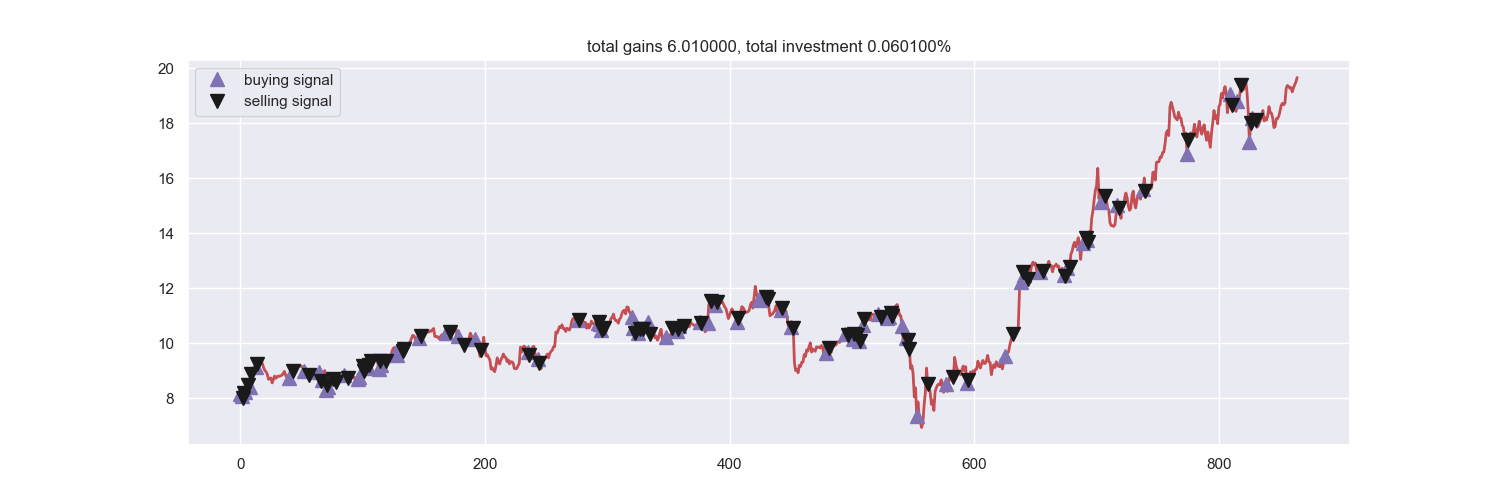 total gains 6.010000, total investment 0.060100%
buying signal
selling signal
20
18
16
14
12
10
8
0 200 400 600 800